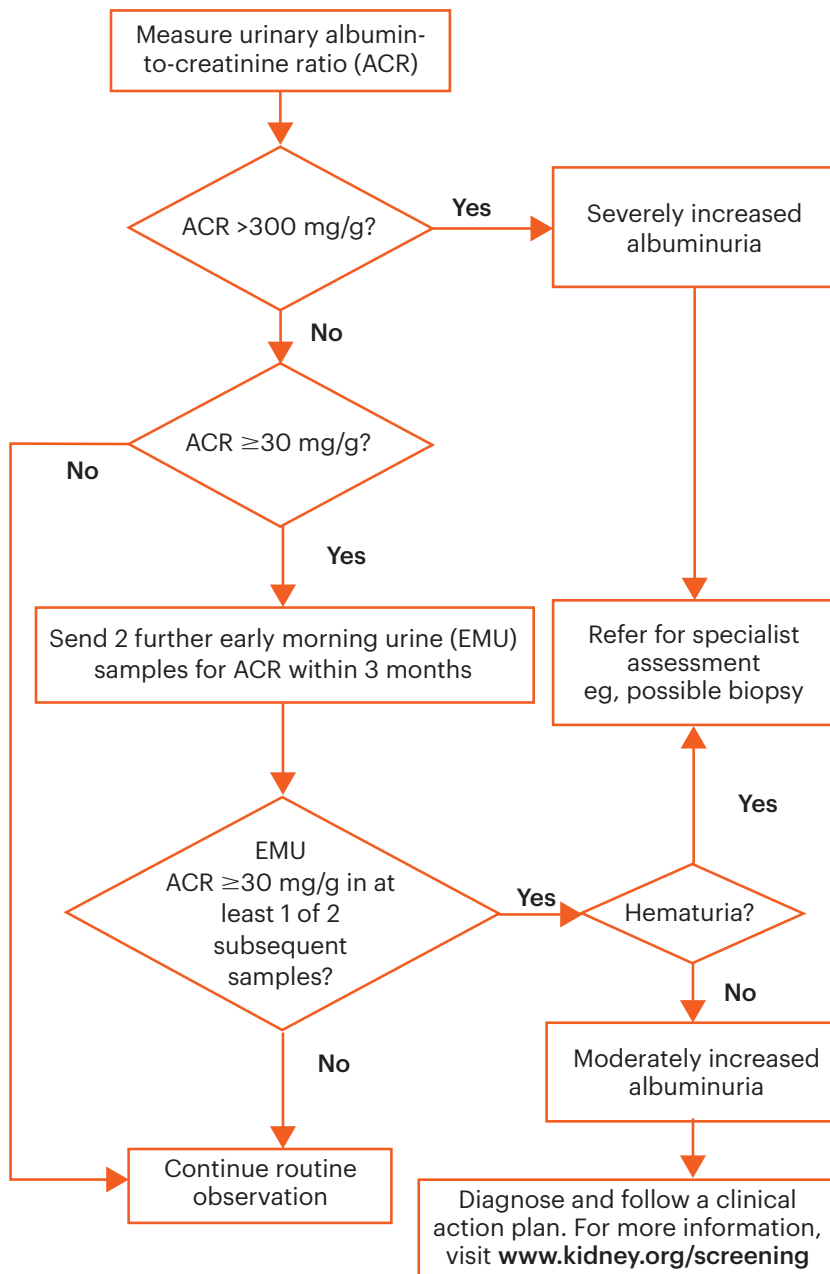 Measure urinary albumin-
to-creatinine ratio (ACR)
ACR >300 mg/g?
Yes
Severely increased
albuminuria
No
ACR ≥30 mg/g?
No
Yes
Send 2 further early morning urine (EMU)
samples for ACR within 3 months
Refer for specialist
assessment
eg, possible biopsy
Yes
EMU
ACR ≥30 mg/g in at
least 1 of 2
subsequent
samples?
Yes
Hematuria?
No
No
Moderately increased
albuminuria
Continue routine
observation
Diagnose and follow a clinical
action plan. For more information,
visit www.kidney.org/screening